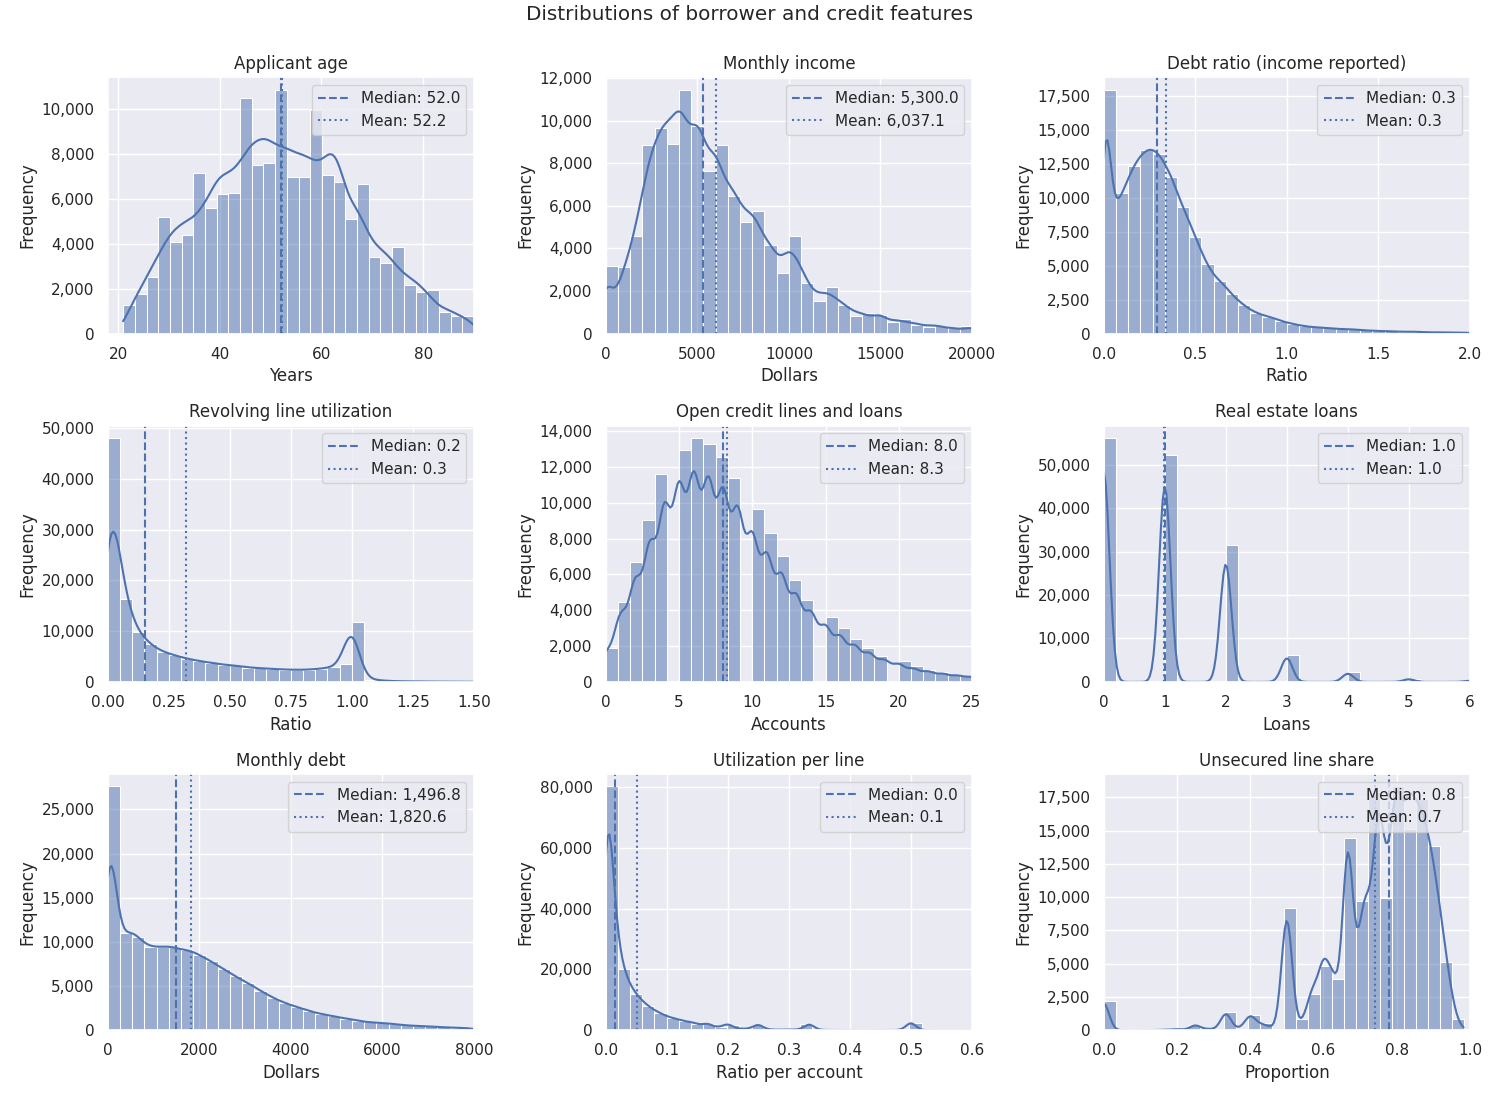 Distributions of borrower and credit features
Applicant age
Median: 52.0
Mean: 52.2
Frequency
10,000
8,000
6,000
4,000
2,000
0
20 40 60 80
Years
Monthly income
Median: 5,300.0
Mean: 6,037.1
Frequency
12,000
10,000
8,000
6,000
4,000
2,000
0
0 5000 10000 15000 20000
Dollars
Debt ratio (income reported)
Median: 0.3
Mean: 0.3
Frequency
17,500
15,000
12,500
10,000
7,500
5,000
2,500
0
0.0 0.5 1.0 1.5 2.0
Ratio
Revolving line utilization
Median: 0.2
Mean: 0.3
Frequency
50,000
40,000
30,000
20,000
10,000
0
0.00 0.25 0.50 0.75 1.00 1.25 1.50
Ratio
Open credit lines and loans
Median: 8.0
Mean: 8.3
Frequency
14,000
12,000
10,000
8,000
6,000
4,000
2,000
0
0 5 10 15 20 25
Accounts
Real estate loans
Median: 1.0
Mean: 1.0
Frequency
50,000
40,000
30,000
20,000
10,000
0
0 1 2 3 4 5 6
Loans
Monthly debt
Median: 1,496.8
Mean: 1,820.6
Frequency
25,000
20,000
15,000
10,000
5,000
0
0 2000 4000 6000 8000
Dollars
Utilization per line
Median: 0.0
Mean: 0.1
Frequency
80,000
60,000
40,000
20,000
0
0.0 0.1 0.2 0.3 0.4 0.5 0.6
Ratio per account
Unsecured line share
Median: 0.8
Mean: 0.7
Frequency
17,500
15,000
12,500
10,000
7,500
5,000
2,500
0
0.0 0.2 0.4 0.6 0.8 1.0
Proportion